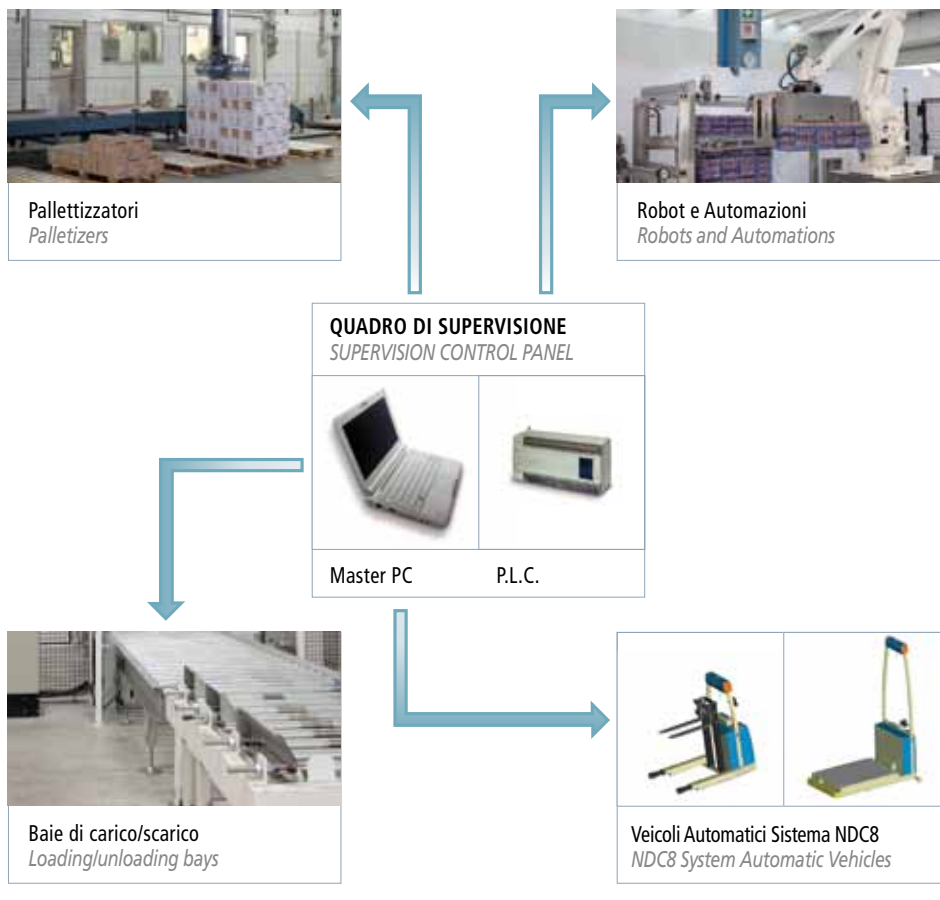 Pallettizzatori
Palletizers
Robot e Automazioni
Robots and Automations
QUADRO DI SUPERVISIONE
SUPERVISION CONTROL PANEL
Master PC
P.L.C.
Baie di carico/scarico
Loading/unloading bays
Veicoli Automatici Sistema NDC8
NDC8 System Automatic Vehicles